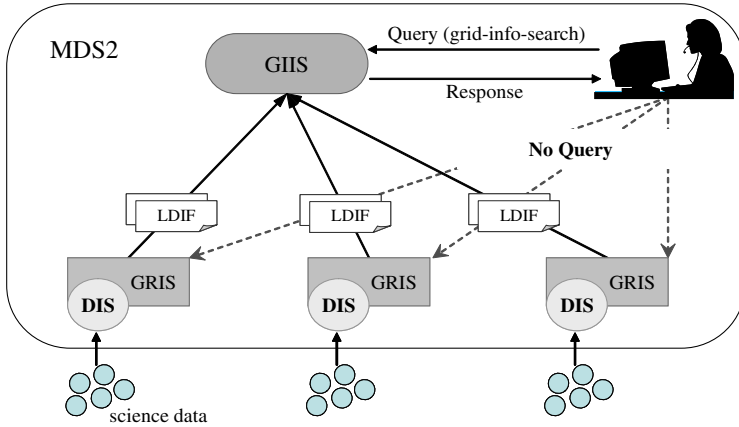 MDS2
Query (grid-info-search)
GIIS
Response
No Query
LDIF
LDIF
LDIF
GRIS
GRIS
GRIS
DIS
DIS
DIS
science data